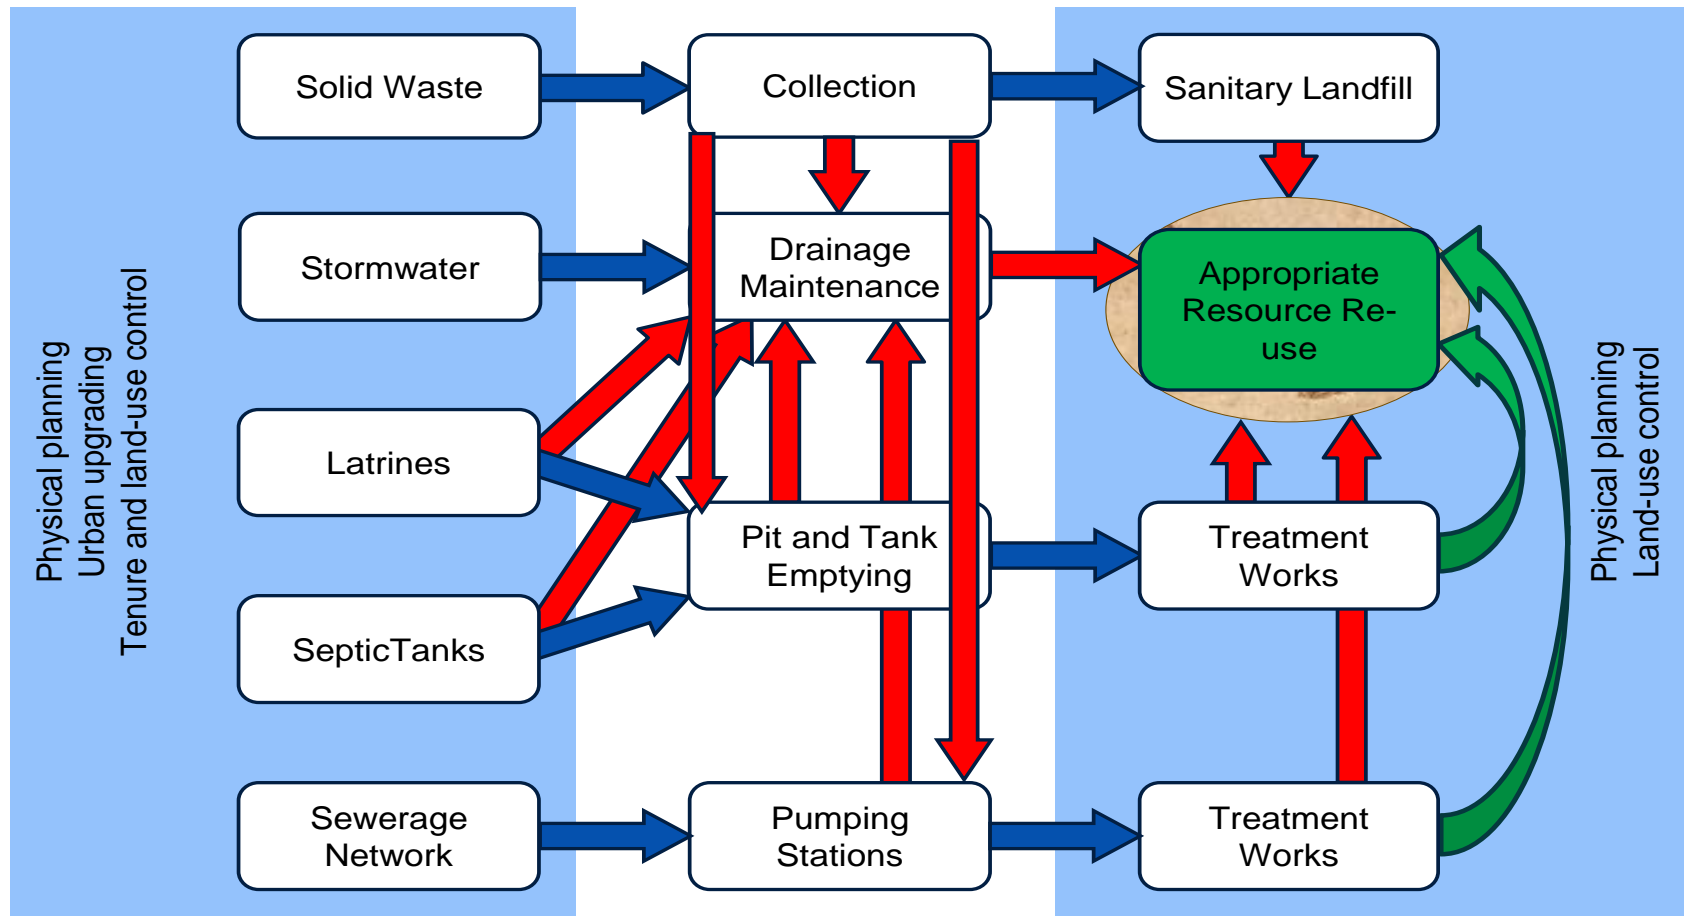 Physical planning
Urban upgrading
Tenure and land-use control
Solid Waste
Collection
Sanitary Landfill
Stormwater
Drainage
Maintenance
Appropriate
Resource Re-
use
Latrines
Pit and Tank
Emptying
Treatment
Works
SepticTanks
Sewerage
Network
Pumping
Stations
Treatment
Works
Physical planning
Land-use control